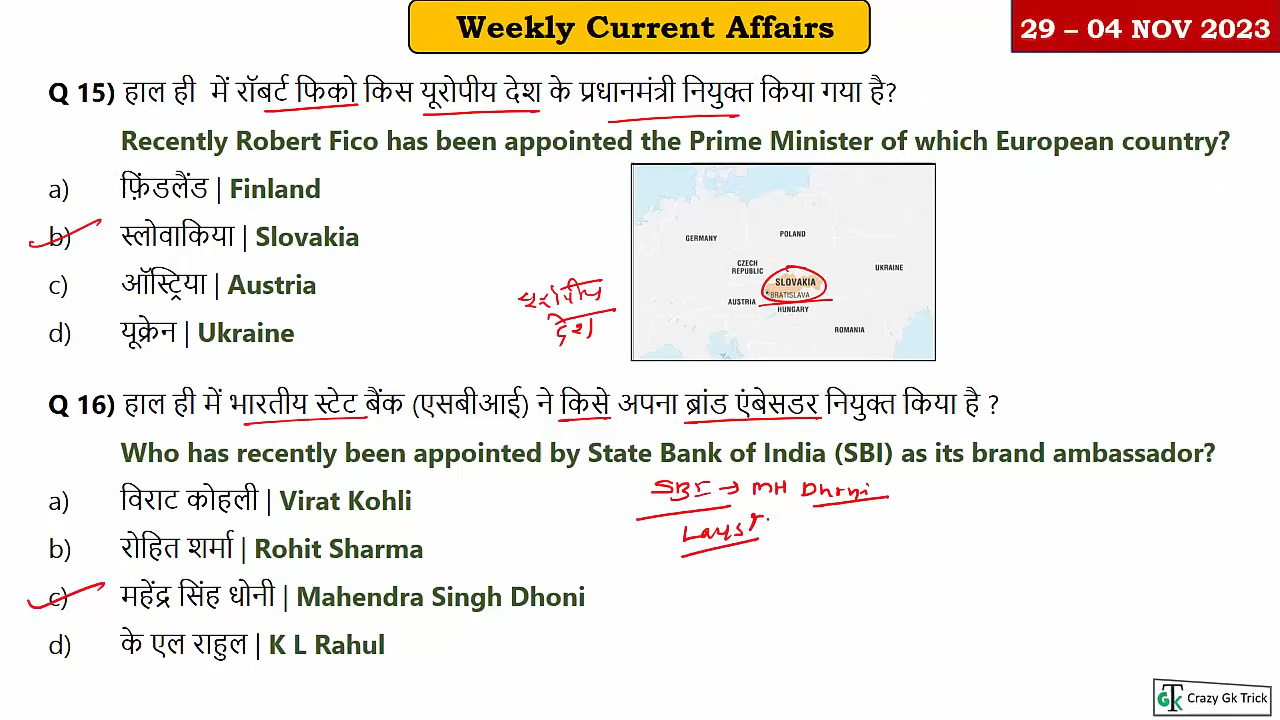 Weekly Current Affairs
29 – 04 NOV 2023
Q 15) हाल ही में रॉबर्ट फिको किस यूरोपीय देश के प्रधानमंत्री नियुक्त किया गया है?
Recently Robert Fico has been appointed the Prime Minister of which European country?
a) फ़िंडलैंड | Finland
b) स्लोवाकिया | Slovakia
c) ऑस्ट्रिया | Austria
d) यूक्रेन | Ukraine
GERMANY
POLAND
CZECH
REPUBLIC
UKRAINE
SLOVAKIA
BRATISLAVA
AUSTRIA
HUNGARY
ROMANIA
यूरोपीय
देश
Q 16) हाल ही में भारतीय स्टेट बैंक (एसबीआई) ने किसे अपना ब्रांड एंबेसडर नियुक्त किया है ?
Who has recently been appointed by State Bank of India (SBI) as its brand ambassador?
SBI → MH Dhoni
Lays
a) विराट कोहली | Virat Kohli
b) रोहित शर्मा | Rohit Sharma
c) महेंद्र सिंह धोनी | Mahendra Singh Dhoni
d) के एल राहुल | K L Rahul
GTK Crazy Gk Trick